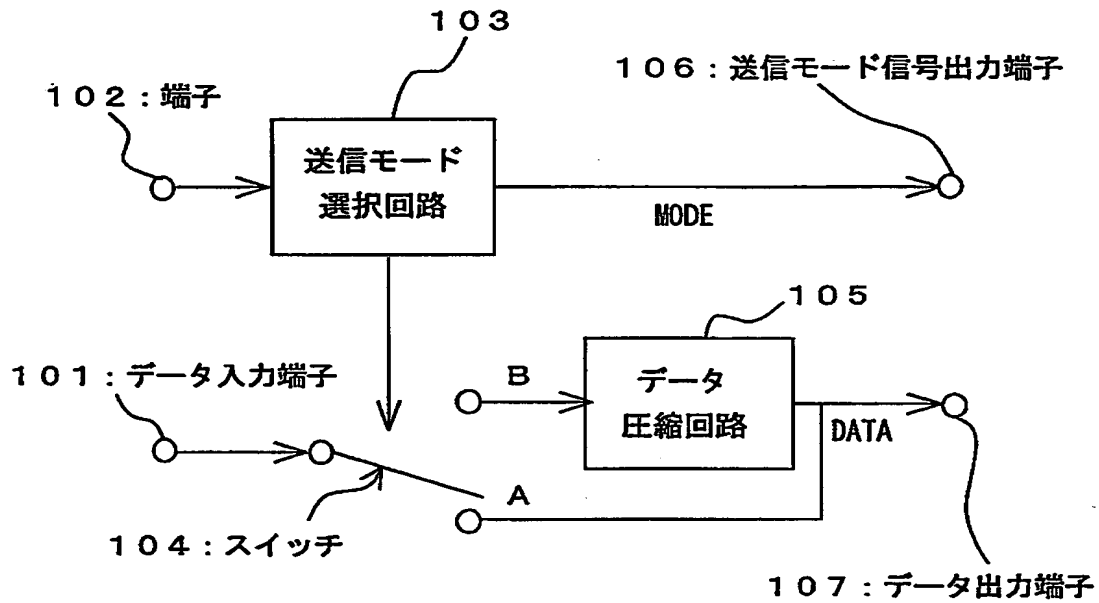 １０３
１０６：送信モード信号出力端子
１０２：端子
送信モード
選択回路
MODE
１０５
１０１：データ入力端子
B
データ
圧縮回路
DATA
A
１０４：スイッチ
１０７：データ出力端子